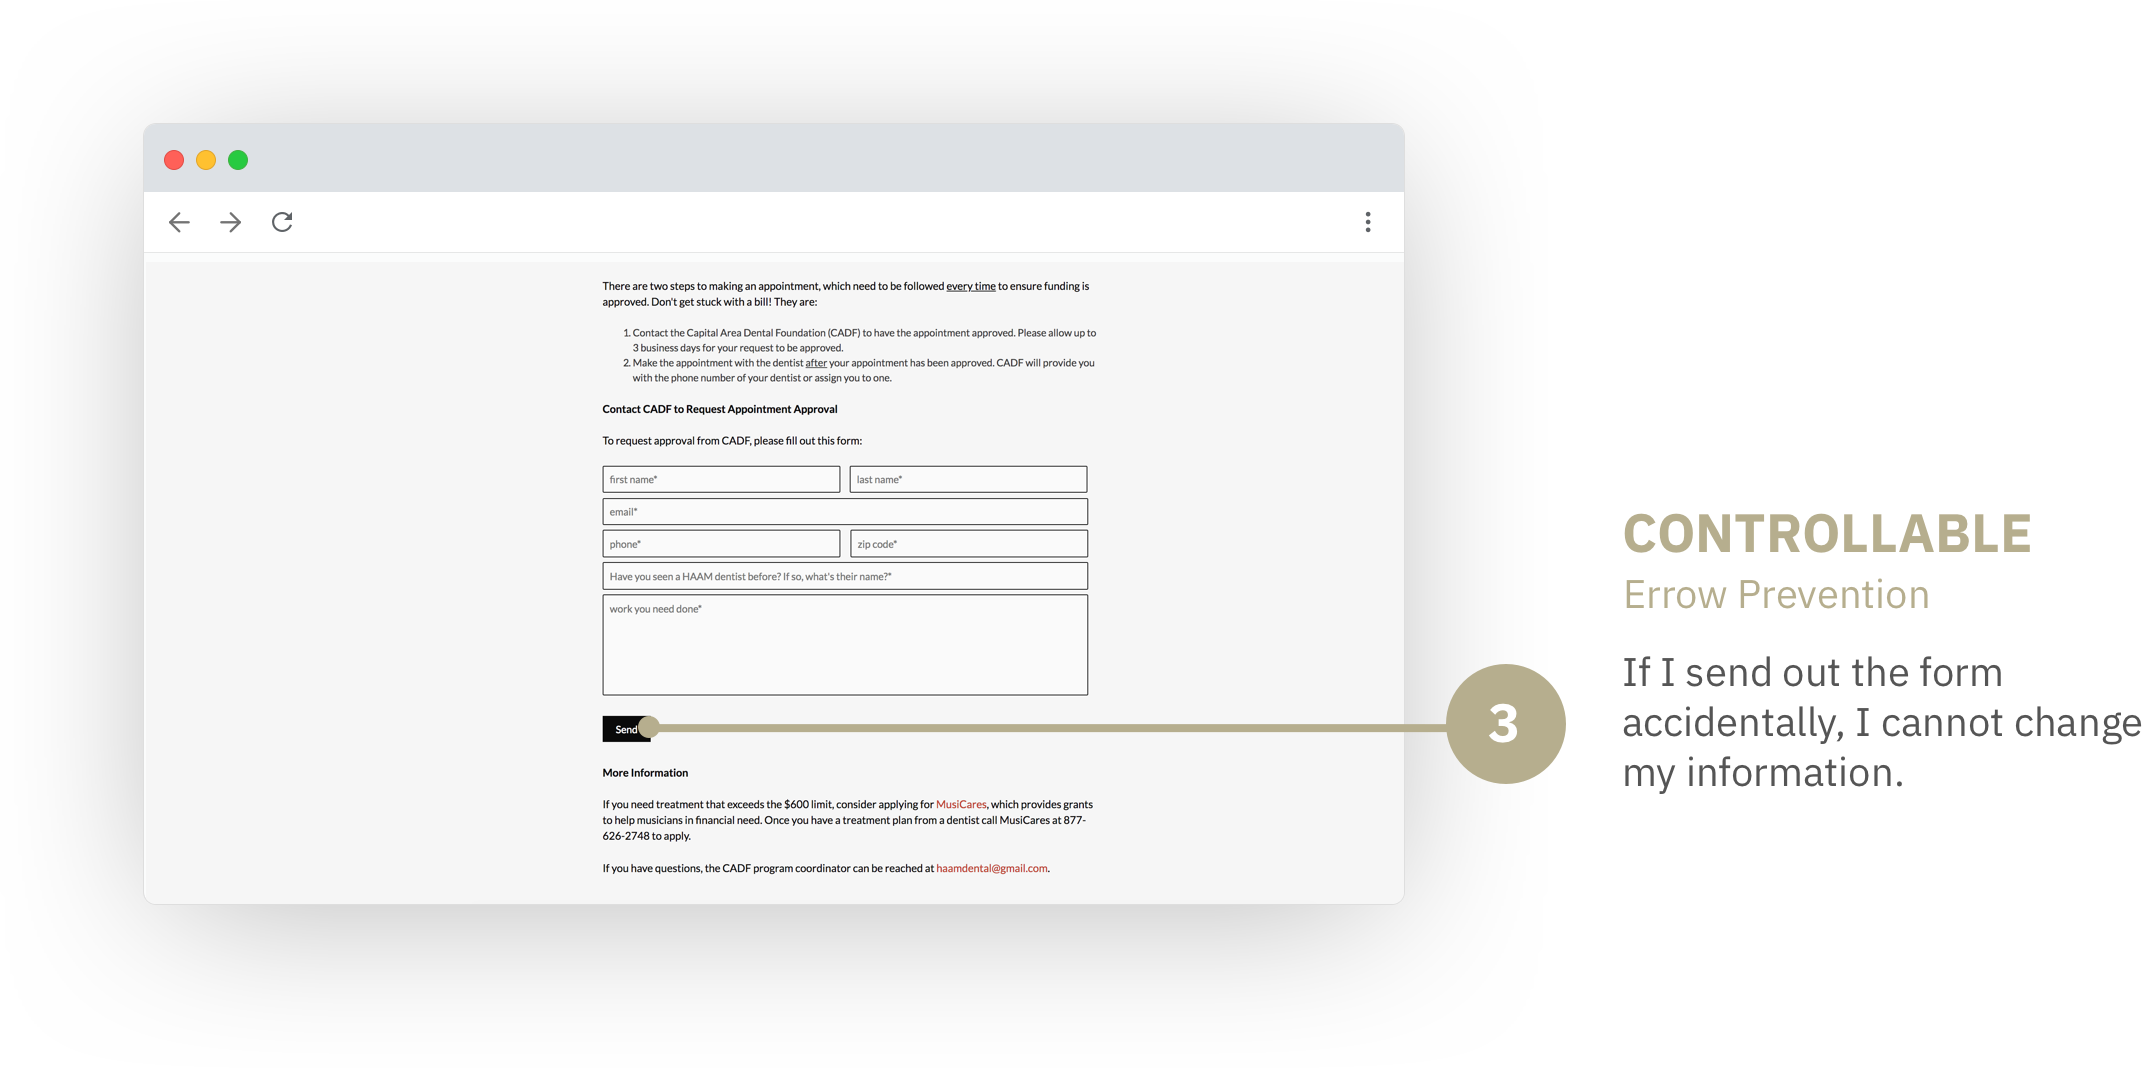 There are two steps to making an appointment, which need to be followed every time to ensure funding is
approved. Don't get stuck with a bill! They are:
1. Contact the Capital Area Dental Foundation (CADF) to have the appointment approved. Please allow up to
3 business days for your request to be approved.
2. Make the appointment with the dentist after your appointment has been approved. CADF will provide you
with the phone number of your dentist or assign you to one.
Contact CADF to Request Appointment Approval
To request approval from CADF, please fill out this form:
first name*
last name*
email*
phone*
zip code*
Have you seen a HAAM dentist before? If so, what's their name?*
work you need done*
Send
More Information
If you need treatment that exceeds the $600 limit, consider applying for MusiCares, which provides grants
to help musicians in financial need. Once you have a treatment plan from a dentist call MusiCares at 877-
626-2748 to apply.
If you have questions, the CADF program coordinator can be reached at haamdental@gmail.com.
3
CONTROLLABLE
Errow Prevention
If I send out the form
accidentally, I cannot change
my information.